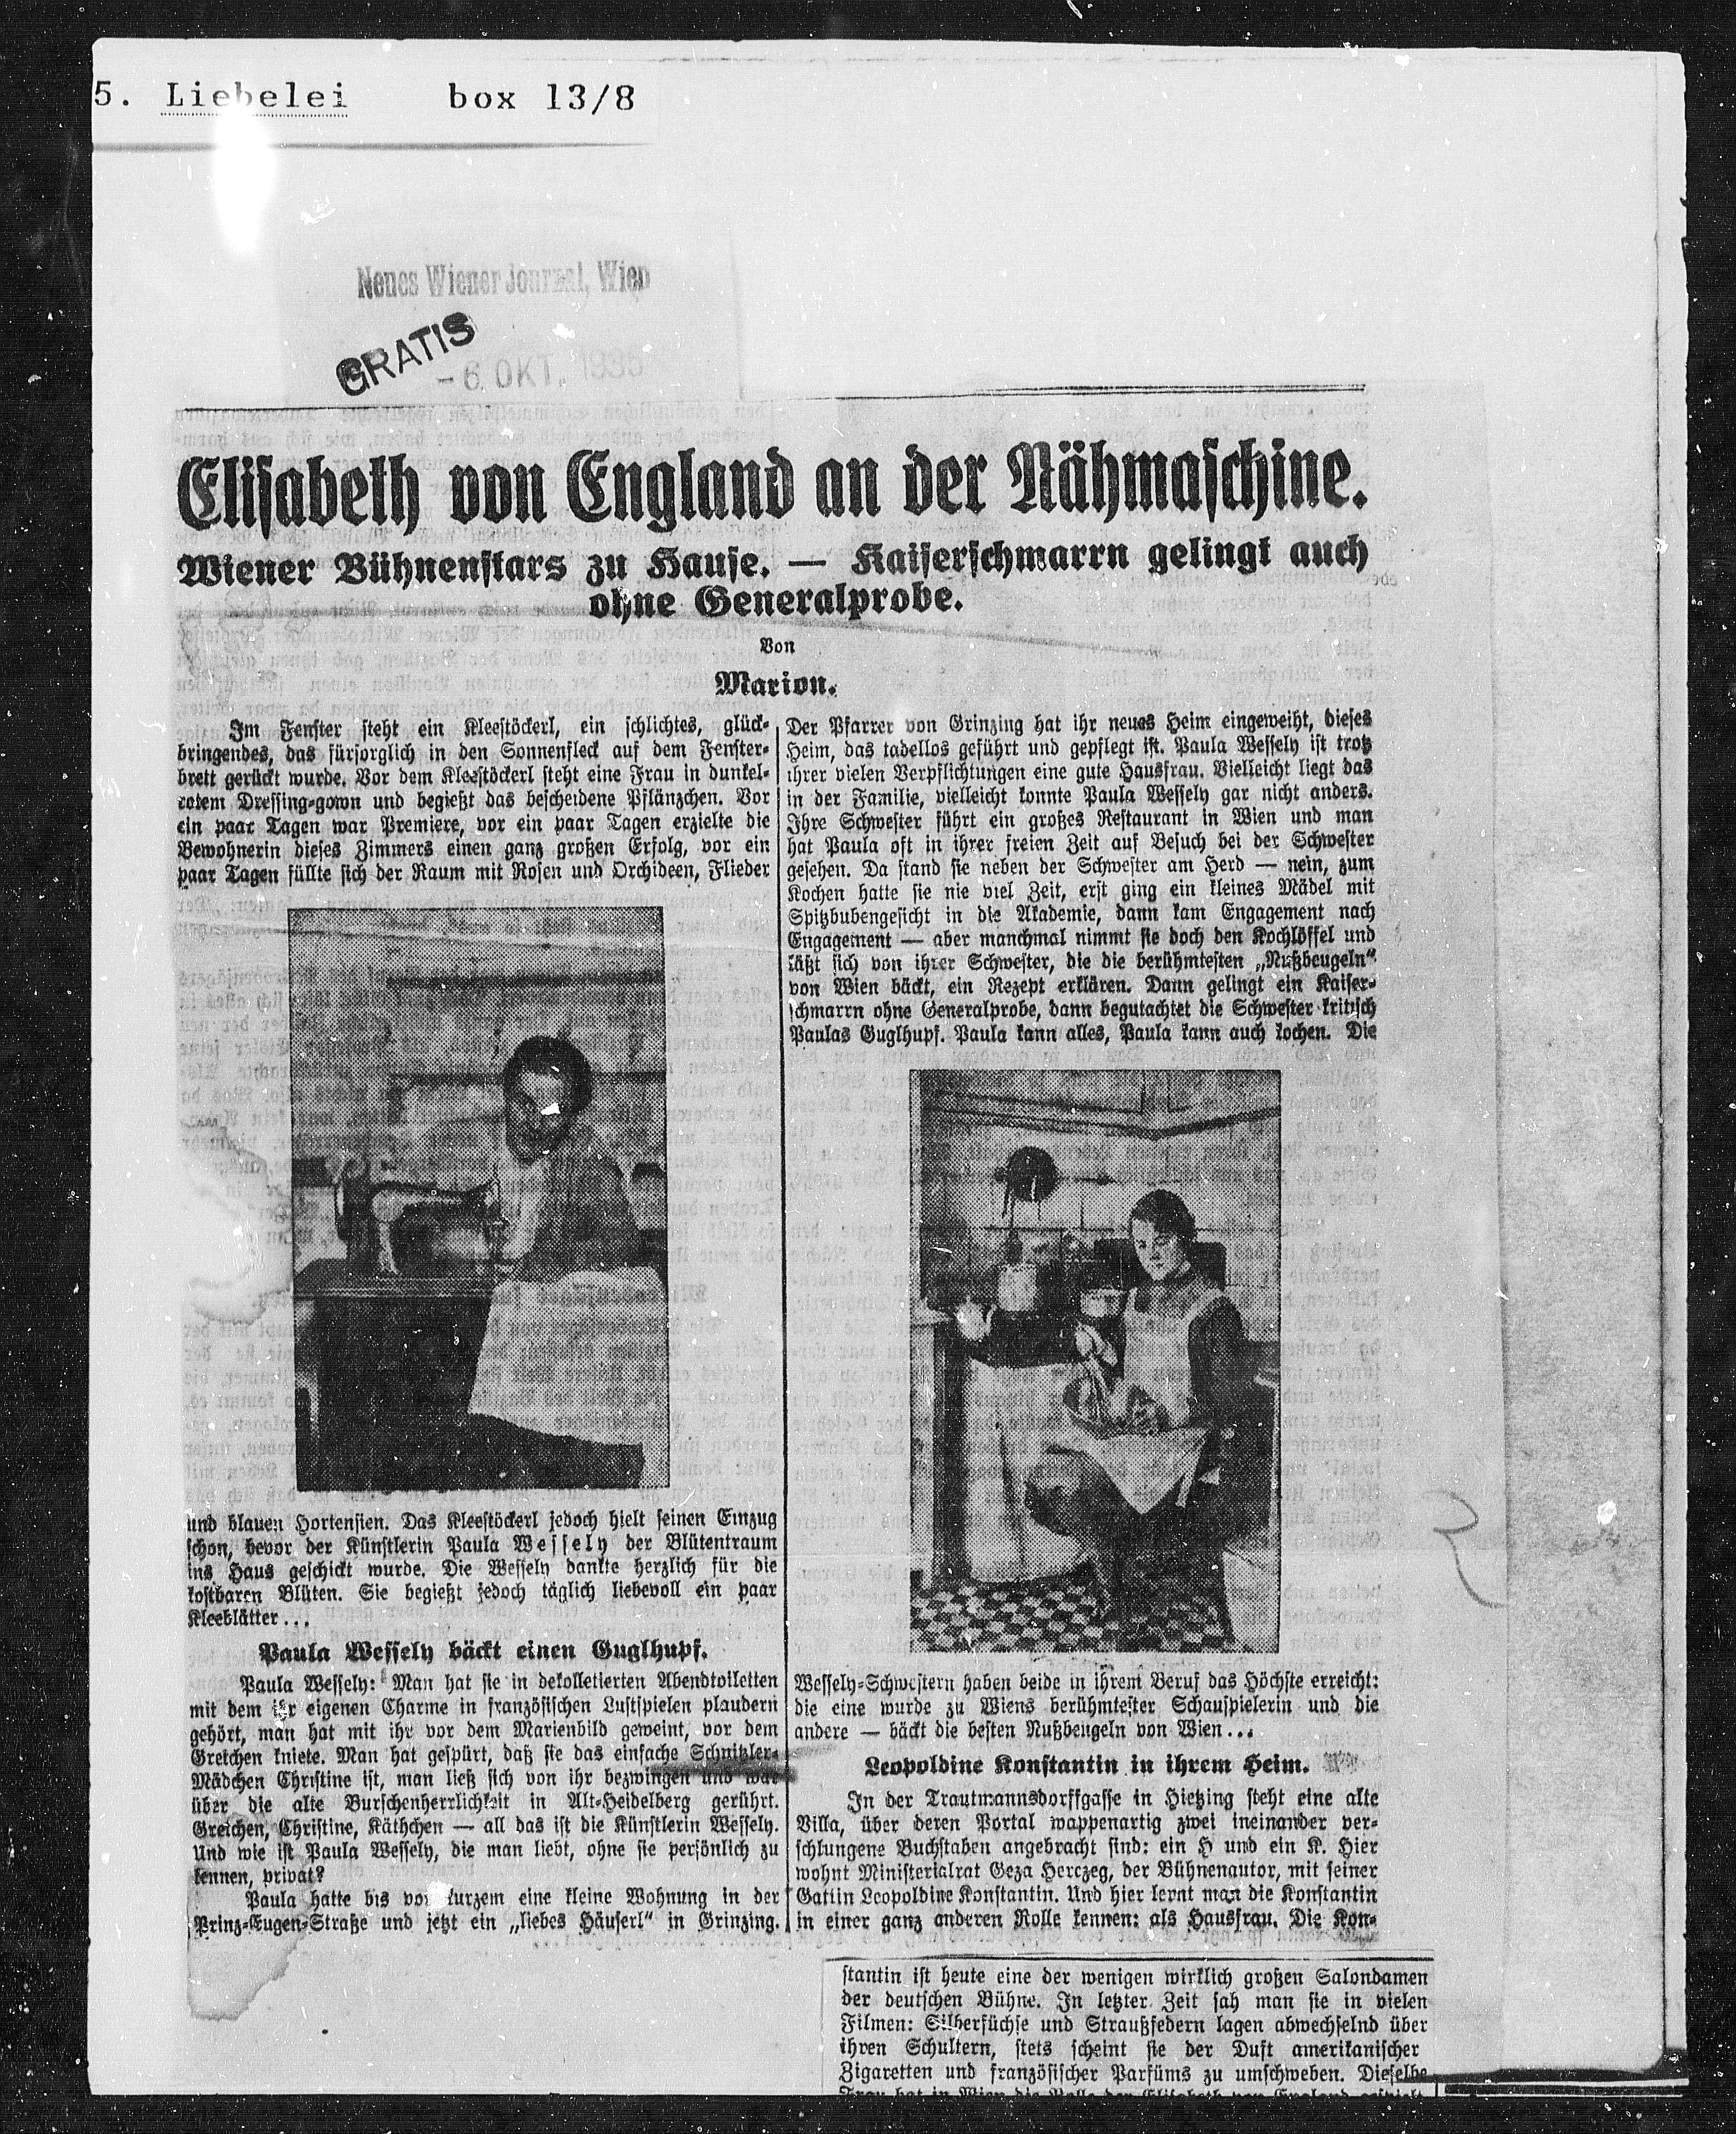 5. Liebelei box 13/8
Neues Wiener Journal, Wien
GRATIS
- 6. OKT. 1935
Elisabeth von England an der Nähmaschine.
Wiener Bühnenstars zu Hause. — Kaiserschmarrn gelingt auch
ohne Generalprobe.
Von
Marion.
Im Fenster steht ein Kleestöckerl, ein schlichtes, glück-
bringendes, das fürsorglich in den Sonnenfleck auf dem Fenster-
brett gerückt wurde. Vor dem Kleestöckerl steht eine Frau in dunkel-
rotem Dressing-gown und begießt das bescheidene Pflänzchen. Vor
ein paar Tagen war Premiere, vor ein paar Tagen erzielte die
Bewohnerin dieses Zimmers einen ganz großen Erfolg, vor ein
paar Tagen füllte sich der Raum mit Rosen und Orchideen, Flieder
und blauen Hortensien. Das Kleestöckerl jedoch hielt seinen Einzug
schon, bevor der Künstlerin Paula Wessely der Blütentraum
ins Haus geschickt wurde. Die Wessely dankte herzlich für die
kostbaren Blüten. Sie begießt jedoch täglich liebevoll ein paar
Kleeblätter...
Paula Wessely bäckt einen Guglhupf.
Paula Wessely: Man hat sie in dekolletierten Abendtoiletten
mit dem ihr eigenen Charme in französischen Lustspielen plaudern
gehört, man hat mit ihr vor dem Marienbild geweint, vor dem
Gretchen kniete. Man hat gespürt, daß sie das einfache Schnitzler-
Mädchen Christine ist, man ließ sich von ihr bezwingen und war
über die alte Burschenherrlichkeit in Alt-Heidelberg gerührt.
Gretchen, Christine, Käthchen — all das ist die Künstlerin Wessely.
Und wie ist Paula Wessely, die man liebt, ohne sie persönlich zu
kennen, privat?
Paula hatte bis vor kurzem eine kleine Wohnung in der
Prinz-Eugen-Straße und jetzt ein „liebes Häuserl“ in Grinzing.
Der Pfarrer von Grinzing hat ihr neues Heim eingeweiht, dieses
Heim, das tadellos geführt und gepflegt ist. Paula Wessely ist trotz
ihrer vielen Verpflichtungen eine gute Hausfrau. Vielleicht liegt das
in der Familie, vielleicht konnte Paula Wessely gar nicht anders.
Ihre Schwester führt ein großes Restaurant in Wien und man
hat Paula oft in ihrer freien Zeit auf Besuch bei der Schwester
gesehen. Da stand sie neben der Schwester am Herd — nein, zum
Kochen hatte sie nie viel Zeit, erst ging ein kleines Mädel mit
Spitzbubengesicht in die Akademie, dann kam Engagement nach
Engagement — aber manchmal nimmt sie doch den Kochlöffel und
läßt sich von ihrer Schwester, die die berühmtesten „Nußbeugeln“
von Wien bäckt, ein Rezept erklären. Dann gelingt ein Kaiser-
schmarrn ohne Generalprobe, dann begutachtet die Schwester kritisch
Paulas Guglhupf. Paula kann alles, Paula kann auch kochen. Die
Wessely-Schwestern haben beide in ihrem Beruf das Höchste erreicht:
die eine wurde zu Wiens berühmtester Schauspielerin und die
andere — bäckt die besten Nußbeugeln von Wien...
Leopoldine Konstantin in ihrem Heim.
In der Trautmannsdorffgasse in Hietzing steht eine alte
Villa, über deren Portal wappenartig zwei ineinander ver-
schlungene Buchstaben angebracht sind: ein H und ein K. Hier
wohnt Ministerialrat Geza Herczeg, der Bühnenautor, mit seiner
Gattin Leopoldine Konstantin. Und hier lernt man die Konstantin
in einer ganz anderen Rolle kennen: als Hausfrau. Die Kon-
stantin ist heute eine der wenigen wirklich großen Salondamen
der deutschen Bühne. In letzter Zeit sah man sie in vielen
Filmen: Silberfüchse und Straußfedern lagen abwechselnd über
ihren Schultern, stets scheint sie der Duft amerikanischer
Zigaretten und französischer Parfüms zu umschweben. Dieselbe